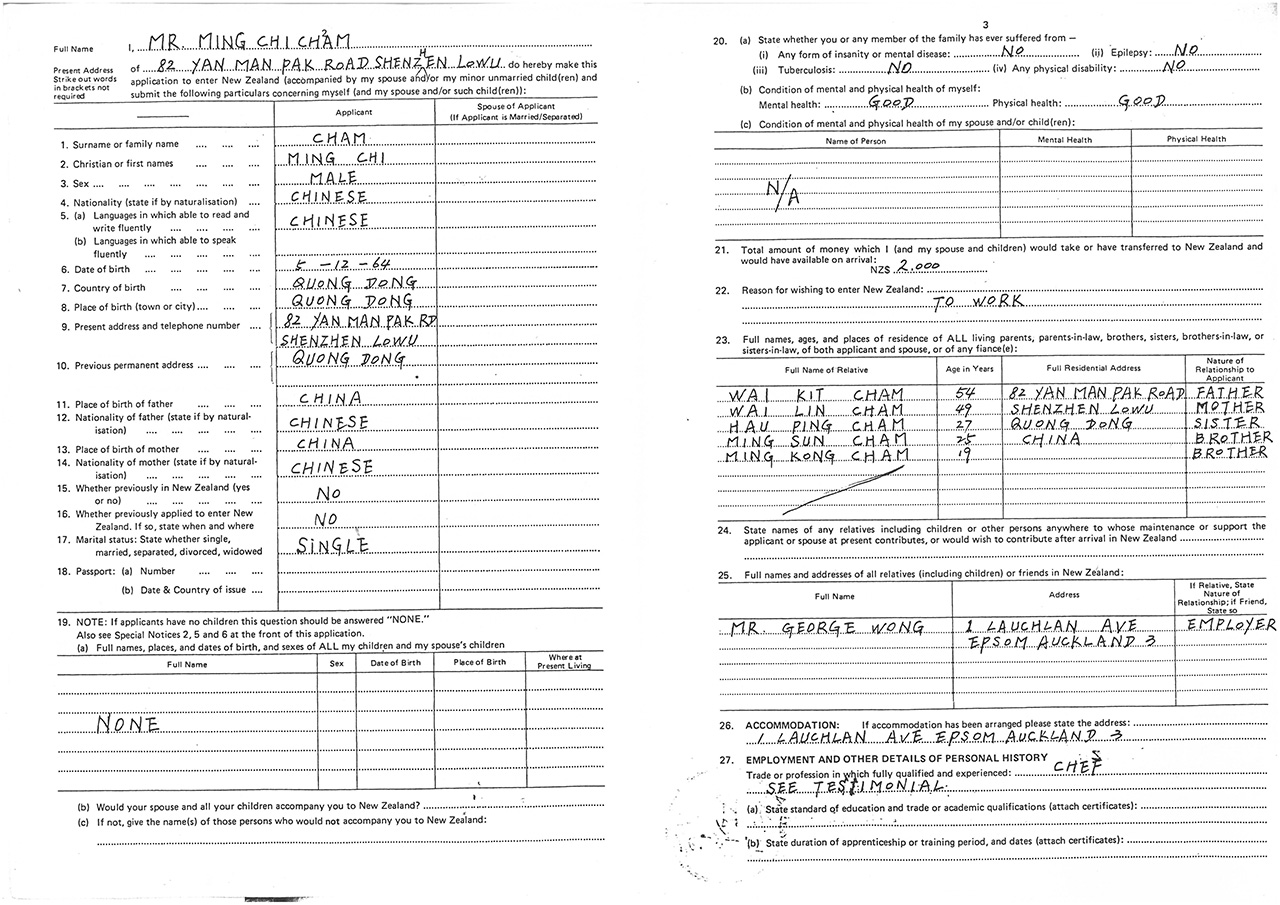 Full Name I, MR. MING CHI CHAM
Present Address of 82 YAN MAN PAK ROAD SHENZHEN LOWU. do hereby make this
Strike out words in brackets not required
application to enter New Zealand (accompanied by my spouse and/or my minor unmarried child(ren) and
submit the following particulars concerning myself (and my spouse and/or such child(ren)):
Applicant Spouse of Applicant
(If Applicant is Married/Separated)
1. Surname or family name CHAM
2. Christian or first names MING CHI
3. Sex MALE
4. Nationality (state if by naturalisation) CHINESE
5. (a) Languages in which able to read and
write fluently CHINESE
(b) Languages in which able to speak
fluently
6. Date of birth 5 -12 -64
7. Country of birth QUONG DONG
8. Place of birth (town or city) QUONG DONG
9. Present address and telephone number 82 YAN MAN PAK RD
SHENZHEN LOWU
10. Previous permanent address QUONG DONG
11. Place of birth of father CHINA
12. Nationality of father (state if by natural-
isation) CHINESE
13. Place of birth of mother CHINA
14. Nationality of mother (state if by natural-
isation) CHINESE
15. Whether previously in New Zealand (yes
or no) NO
16. Whether previously applied to enter New
Zealand. If so, state when and where NO
17. Marital status: State whether single,
married, separated, divorced, widowed SINGLE
18. Passport: (a) Number
(b) Date & Country of issue
19. NOTE: If applicants have no children this question should be answered "NONE."
Also see Special Notices 2, 5 and 6 at the front of this application.
(a) Full names, places, and dates of birth, and sexes of ALL my children and my spouse's children
Full Name Sex Date of Birth Place of Birth Where at Present Living
NONE
(b) Would your spouse and all your children accompany you to New Zealand?
(c) If not, give the name(s) of those persons who would not accompany you to New Zealand:
3
20. (a) State whether you or any member of the family has ever suffered from —
(i) Any form of insanity or mental disease: NO (ii) Epilepsy: NO
(iii) Tuberculosis: NO (iv) Any physical disability: NO
(b) Condition of mental and physical health of myself:
Mental health: GOOD Physical health: GOOD
(c) Condition of mental and physical health of my spouse and/or child(ren):
Name of Person Mental Health Physical Health
N/A
21. Total amount of money which I (and my spouse and children) would take or have transferred to New Zealand and
would have available on arrival:
NZ$ 2.000
22. Reason for wishing to enter New Zealand:
TO WORK
23. Full names, ages, and places of residence of ALL living parents, parents-in-law, brothers, sisters, brothers-in-law, or
sisters-in-law, of both applicant and spouse, or of any fiance(e):
Full Name of Relative Age in Years Full Residential Address Nature of Relationship to Applicant
WAI KIT CHAM 54 82 YAN MAN PAK ROAD FATHER
WAI LIN CHAM 49 SHENZHEN LOWU MOTHER
HAU PING CHAM 27 QUONG DONG SISTER
MING SUN CHAM 25 CHINA BROTHER
MING KONG CHAM 19 BROTHER
24. State names of any relatives including children or other persons anywhere to whose maintenance or support the
applicant or spouse at present contributes, or would wish to contribute after arrival in New Zealand
25. Full names and addresses of all relatives (including children) or friends in New Zealand:
Full Name Address If Relative, State Nature of Relationship; if Friend, State so
MR. GEORGE WONG 1 LAUCHLAN AVE EMPLOYER
EPSOM AUCKLAND 3
26. ACCOMMODATION: If accommodation has been arranged please state the address:
1 LAUCHLAN AVE EPSOM AUCKLAND 3
27. EMPLOYMENT AND OTHER DETAILS OF PERSONAL HISTORY
Trade or profession in which fully qualified and experienced: CHEF
SEE TESTIMONIAL.
(a) State standard of education and trade or academic qualifications (attach certificates):
(b) State duration of apprenticeship or training period, and dates (attach certificates):